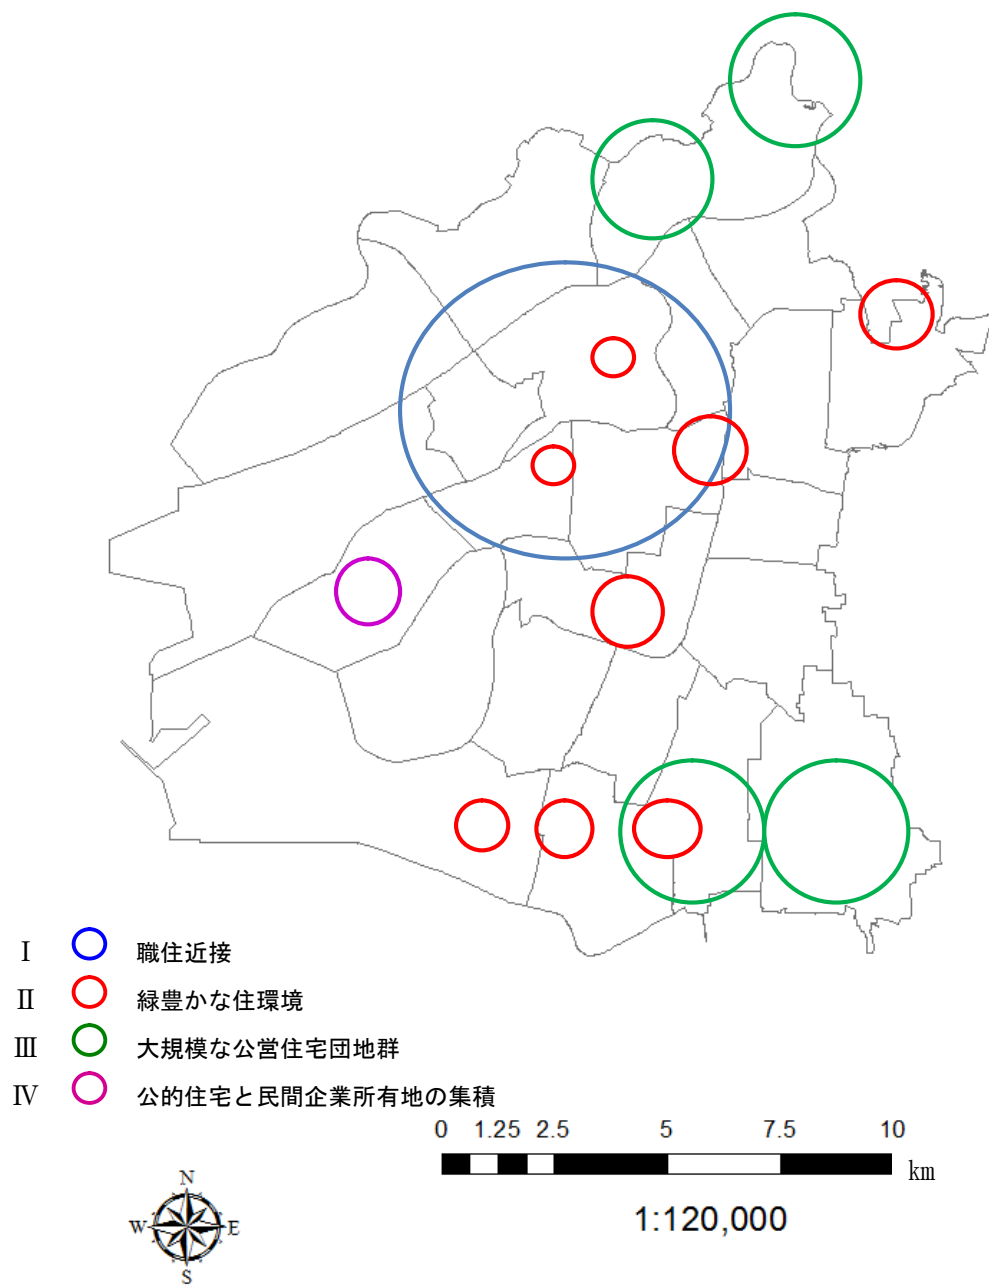 Ⅰ 職住近接
Ⅱ 緑豊かな住環境
Ⅲ 大規模な公営住宅団地群
Ⅳ 公的住宅と民間企業所有地の集積
0 1.25 2.5 5 7.5 10
km
1:120,000
N
W E
S